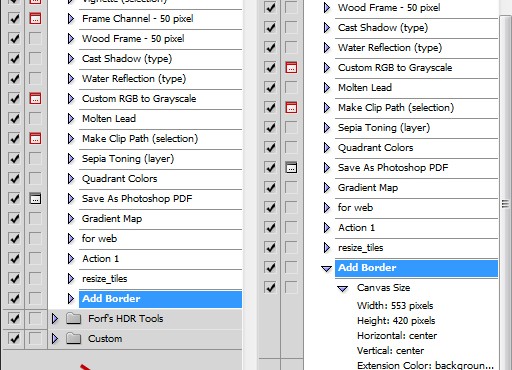 Vignette (selection)
Frame Channel - 50 pixel
Wood Frame - 50 pixel
Cast Shadow (type)
Water Reflection (type)
Custom RGB to Grayscale
Molten Lead
Make Clip Path (selection)
Sepia Toning (layer)
Quadrant Colors
Save As Photoshop PDF
Gradient Map
for web
Action 1
resize_tiles
Add Border
Forf's HDR Tools
Custom
Wood Frame - 50 pixel
Cast Shadow (type)
Water Reflection (type)
Custom RGB to Grayscale
Molten Lead
Make Clip Path (selection)
Sepia Toning (layer)
Quadrant Colors
Save As Photoshop PDF
Gradient Map
for web
Action 1
resize_tiles
Add Border
Canvas Size
Width: 553 pixels
Height: 420 pixels
Horizontal: center
Vertical: center
Extension Color: backgroun...